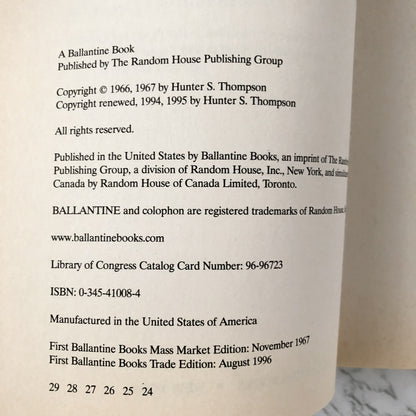 A Ballantine Book
Published by The Random House Publishing Group
Copyright © 1966, 1967 by Hunter S. Thompson
Copyright renewed, 1994, 1995 by Hunter S. Thompson
All rights reserved.
Published in the United States by Ballantine Books, an imprint of The
Publishing Group, a division of Random House, Inc., New York, and
Canada by Random House of Canada Limited, Toronto.
BALLANTINE and colophon are registered trademarks of Random House,
www.ballantinebooks.com
Library of Congress Catalog Card Number: 96-96723
ISBN: 0-345-41008-4
Manufactured in the United States of America
First Ballantine Books Mass Market Edition: November 1967
First Ballantine Books Trade Edition: August 1996
29 28 27 26 25 24